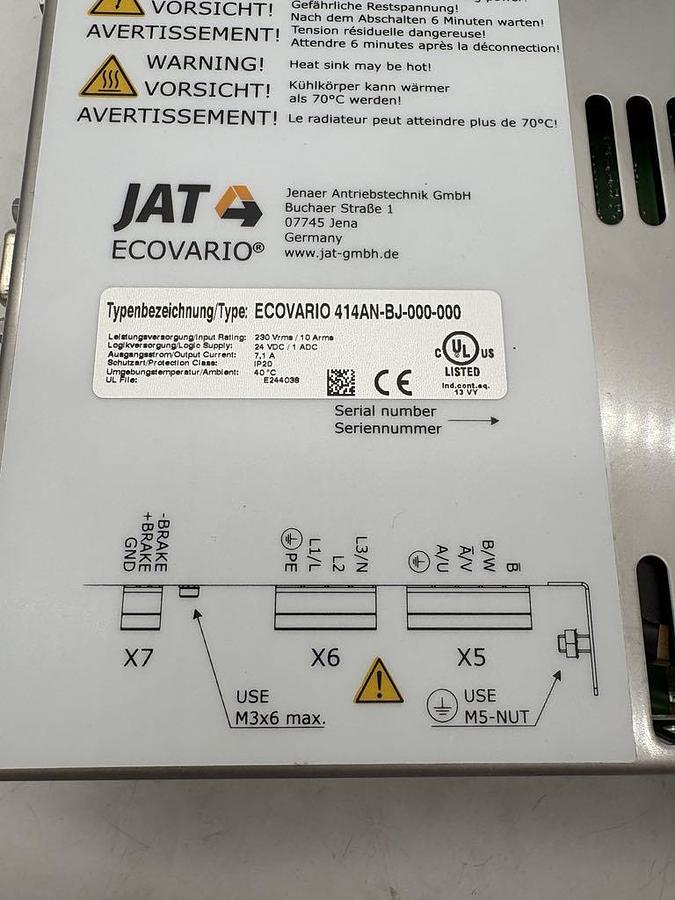 VORSICHT!
Gefährliche Restspannung!
Nach dem Abschalten 6 Minuten warten!
AVERTISSEMENT!
Tension résiduelle dangereuse!
Attendre 6 minutes après la déconnection!
WARNING!
Heat sink may be hot!
VORSICHT!
Kühlkörper kann wärmer
als 70°C werden!
AVERTISSEMENT!
Le radiateur peut atteindre plus de 70°C!
JAT
ECOVARIO®
Jenaer Antriebstechnik GmbH
Buchaer Straße 1
07745 Jena
Germany
www.jat-gmbh.de
Typenbezeichnung/Type: ECOVARIO 414AN-BJ-000-000
Leistungsversorgung/Input Rating: 230 Vrms / 10 Arms
Logikversorgung/Logic Supply: 24 VDC / 1 ADC
Ausgangsstrom/Output Current: 7,1 A
Schutzart/Protection Class: IP20
Umgebungstemperatur/Ambient: 40 °C
UL File: E244038
CE
C UL US
LISTED
Ind.cont.eq.
13 VY
Serial number
Seriennummer
GND
+BRAKE
-BRAKE
PE
L1/L
L2
L3/N
A/U
A̅/V
B/W
B̅
X7
X6
X5
USE
M3x6 max.
USE
M5-NUT